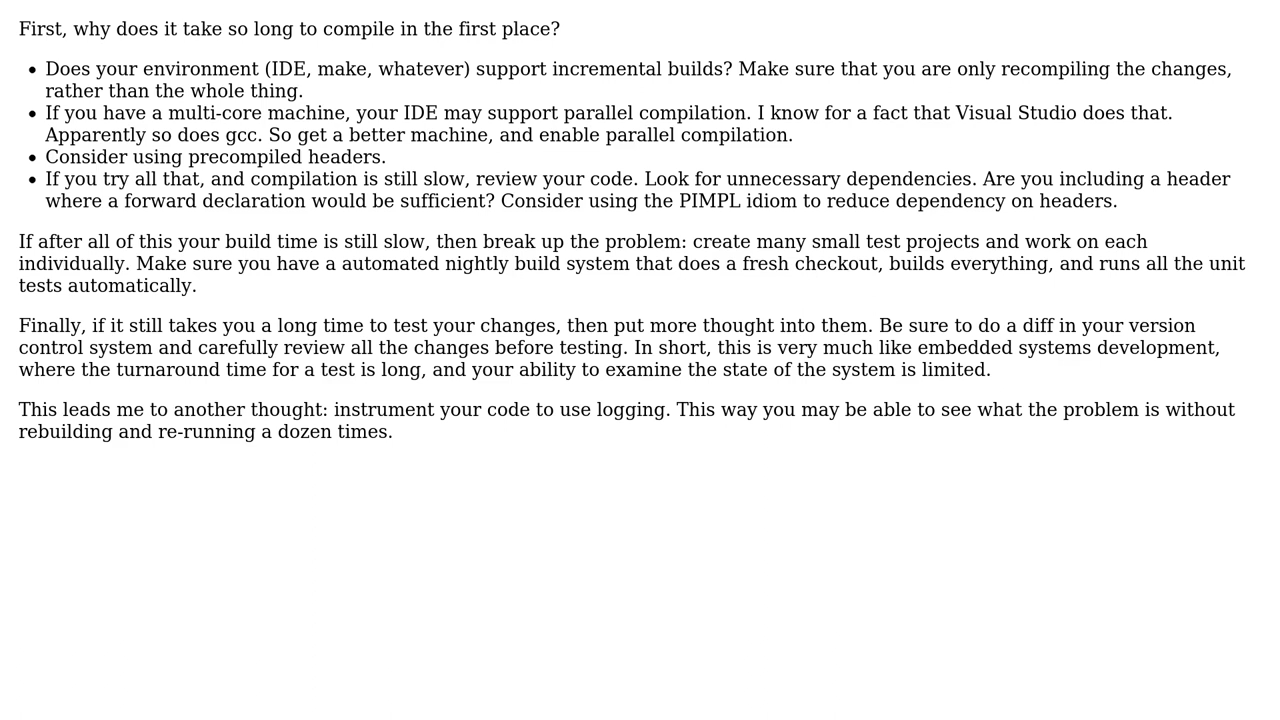 First, why does it take so long to compile in the first place?
• Does your environment (IDE, make, whatever) support incremental builds? Make sure that you are only recompiling the changes,
rather than the whole thing.
• If you have a multi-core machine, your IDE may support parallel compilation. I know for a fact that Visual Studio does that.
Apparently so does gcc. So get a better machine, and enable parallel compilation.
• Consider using precompiled headers.
• If you try all that, and compilation is still slow, review your code. Look for unnecessary dependencies. Are you including a header
where a forward declaration would be sufficient? Consider using the PIMPL idiom to reduce dependency on headers.
If after all of this your build time is still slow, then break up the problem: create many small test projects and work on each
individually. Make sure you have a automated nightly build system that does a fresh checkout, builds everything, and runs all the unit
tests automatically.
Finally, if it still takes you a long time to test your changes, then put more thought into them. Be sure to do a diff in your version
control system and carefully review all the changes before testing. In short, this is very much like embedded systems development,
where the turnaround time for a test is long, and your ability to examine the state of the system is limited.
This leads me to another thought: instrument your code to use logging. This way you may be able to see what the problem is without
rebuilding and re-running a dozen times.